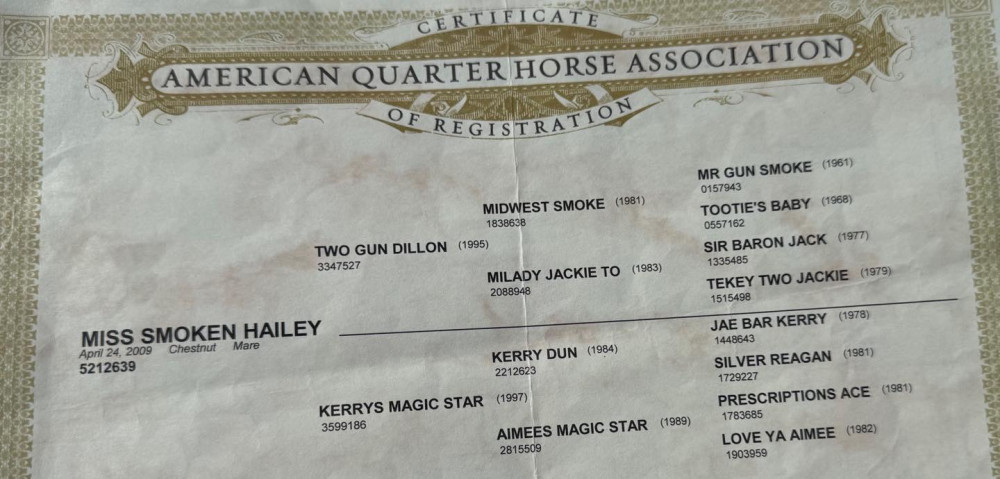 CERTIFICATE
AMERICAN QUARTER HORSE ASSOCIATION
OF REGISTRATION
MR GUN SMOKE (1961)
0157943
MIDWEST SMOKE (1981)
1838638
TOOTIE'S BABY (1968)
0557162
TWO GUN DILLON (1995)
3347527
SIR BARON JACK (1977)
1335485
MILADY JACKIE TO (1983)
2088948
TEKEY TWO JACKIE (1979)
1515498
MISS SMOKEN HAILEY
April 24, 2009 Chestnut Mare
5212639
JAE BAR KERRY (1978)
1448643
KERRY DUN (1984)
2212623
SILVER REAGAN (1981)
1729227
KERRYS MAGIC STAR (1997)
3599186
PRESCRIPTIONS ACE (1981)
1783685
AIMEES MAGIC STAR (1989)
2815509
LOVE YA AIMEE (1982)
1903959